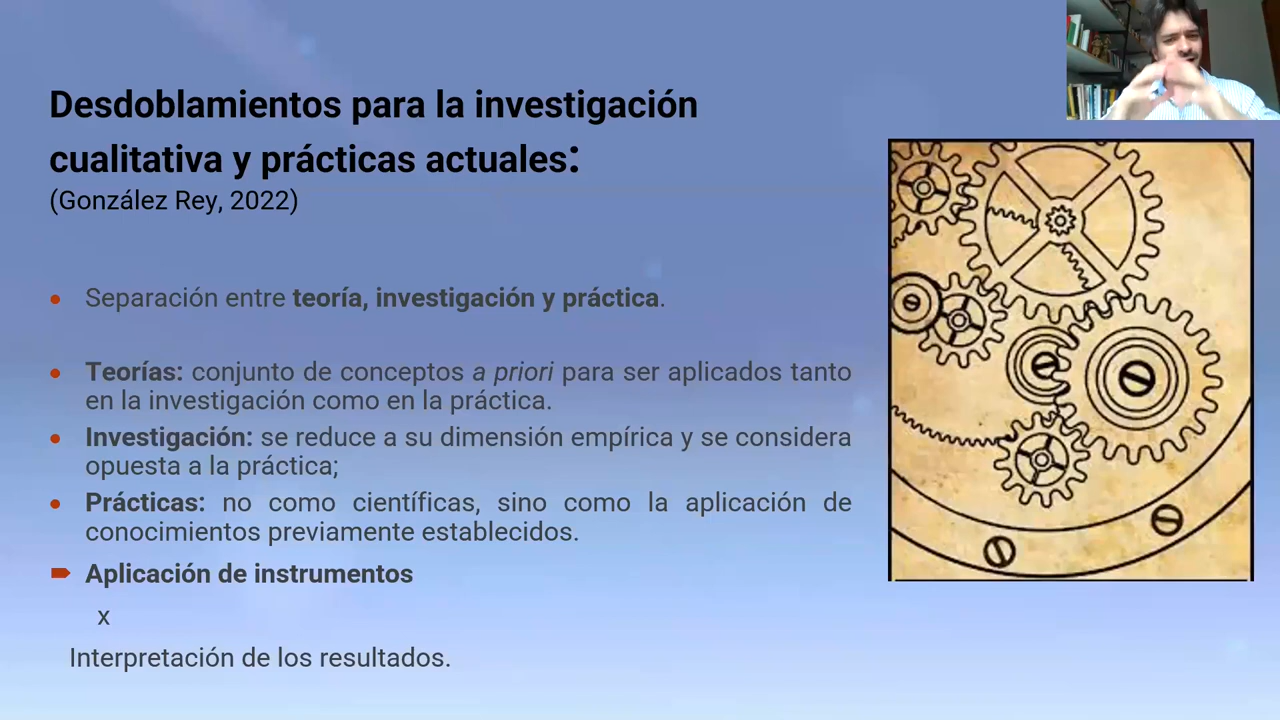 Desdoblamientos para la investigación
cualitativa y prácticas actuales:
(González Rey, 2022)
Separación entre teoría, investigación y práctica.
Teorías: conjunto de conceptos a priori para ser aplicados tanto
en la investigación como en la práctica.
Investigación: se reduce a su dimensión empírica y se considera
opuesta a la práctica;
Prácticas: no como científicas, sino como la aplicación de
conocimientos previamente establecidos.
Aplicación de instrumentos
x
Interpretación de los resultados.